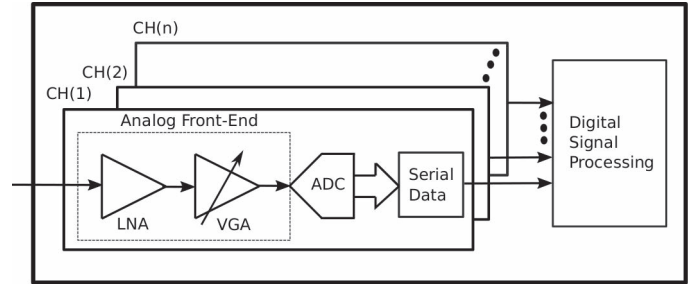 CH(n)
CH(2)
CH(1)
Analog Front-End
LNA
VGA
ADC
Serial
Data
Digital
Signal
Processing